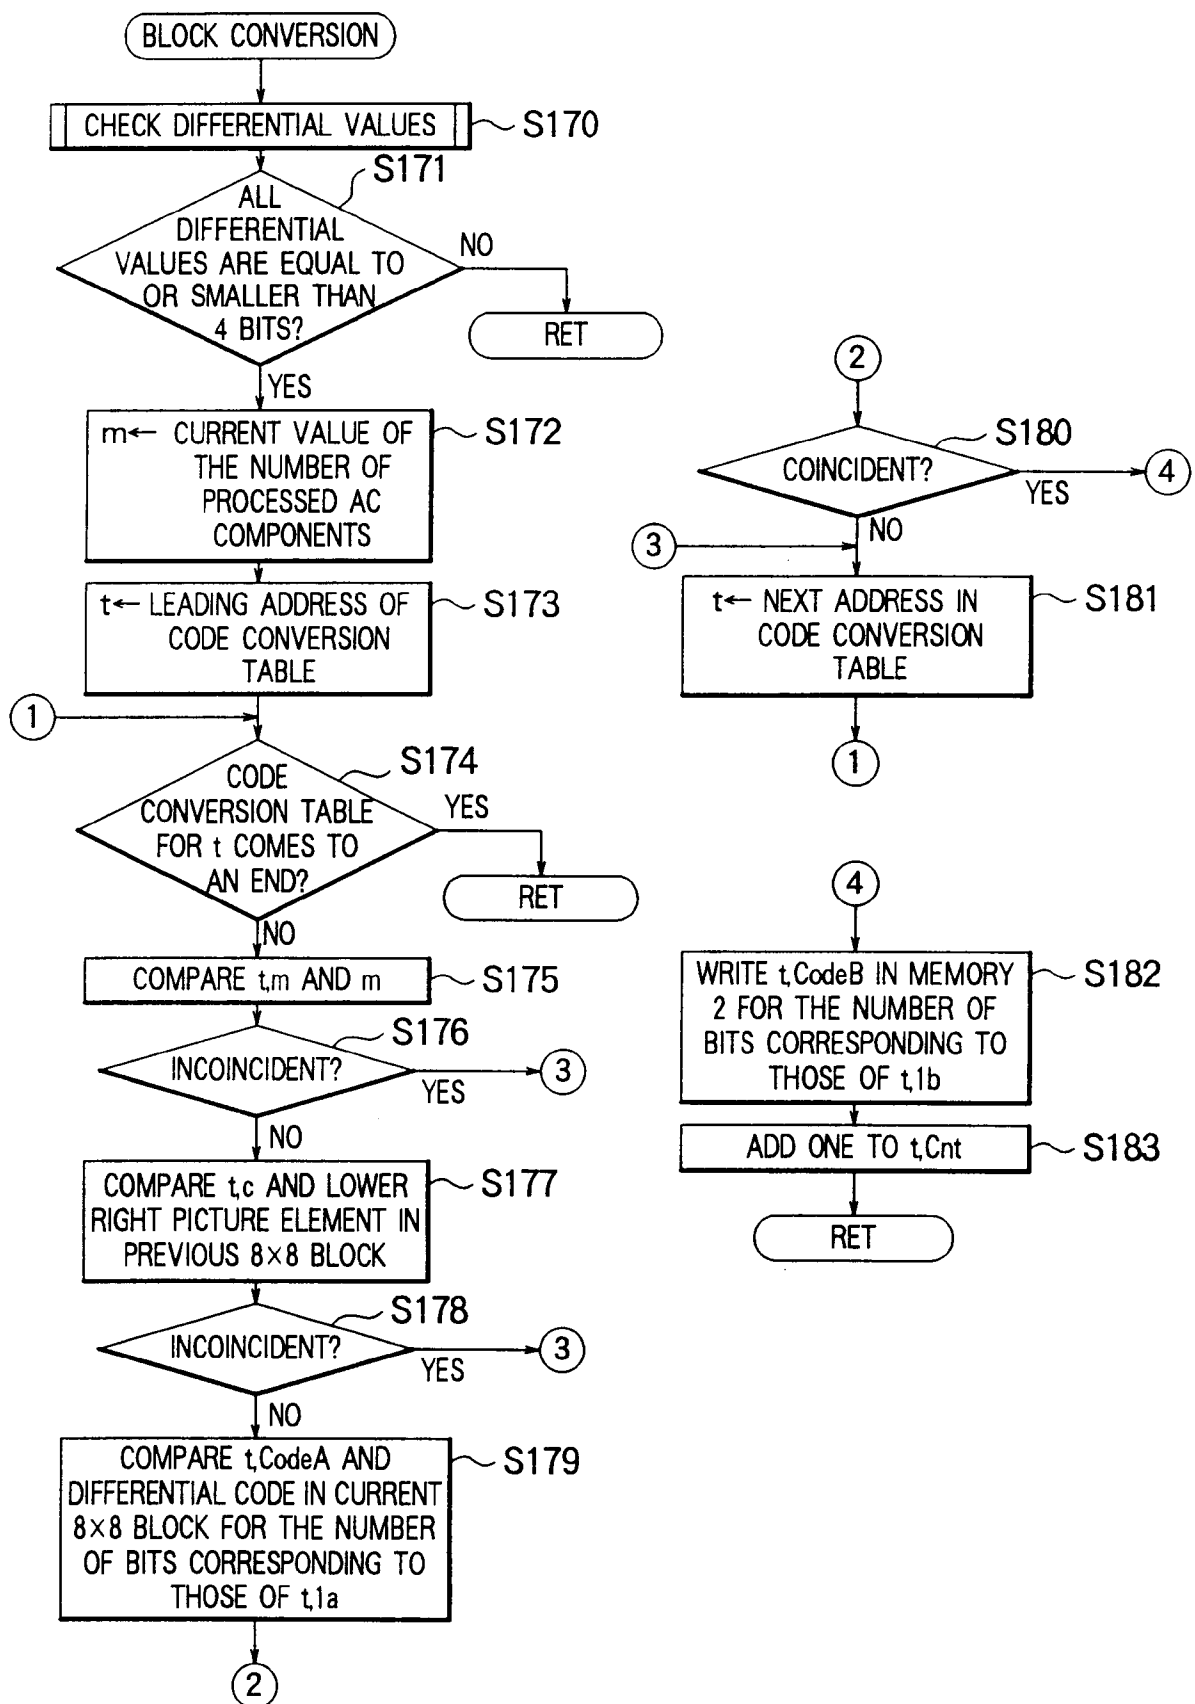 BLOCK CONVERSION
CHECK DIFFERENTIAL VALUES
S170
S171
ALL
DIFFERENTIAL
VALUES ARE EQUAL TO
OR SMALLER THAN
4 BITS?
NO
RET
YES
m← CURRENT VALUE OF
THE NUMBER OF
PROCESSED AC
COMPONENTS
S172
t← LEADING ADDRESS OF
CODE CONVERSION
TABLE
S173
1
S174
CODE
CONVERSION TABLE
FOR t COMES TO
AN END?
YES
RET
NO
COMPARE t,m AND m
S175
S176
INCOINCIDENT?
YES
3
NO
COMPARE t,c AND LOWER
RIGHT PICTURE ELEMENT IN
PREVIOUS 8×8 BLOCK
S177
S178
INCOINCIDENT?
YES
3
NO
COMPARE t,CodeA AND
DIFFERENTIAL CODE IN CURRENT
8×8 BLOCK FOR THE NUMBER
OF BITS CORRESPONDING TO
THOSE OF t,1a
S179
2
2
S180
COINCIDENT?
YES
4
NO
3
t← NEXT ADDRESS IN
CODE CONVERSION
TABLE
S181
1
4
WRITE t,CodeB IN MEMORY
2 FOR THE NUMBER OF
BITS CORRESPONDING TO
THOSE OF t,1b
S182
ADD ONE TO t,Cnt
S183
RET